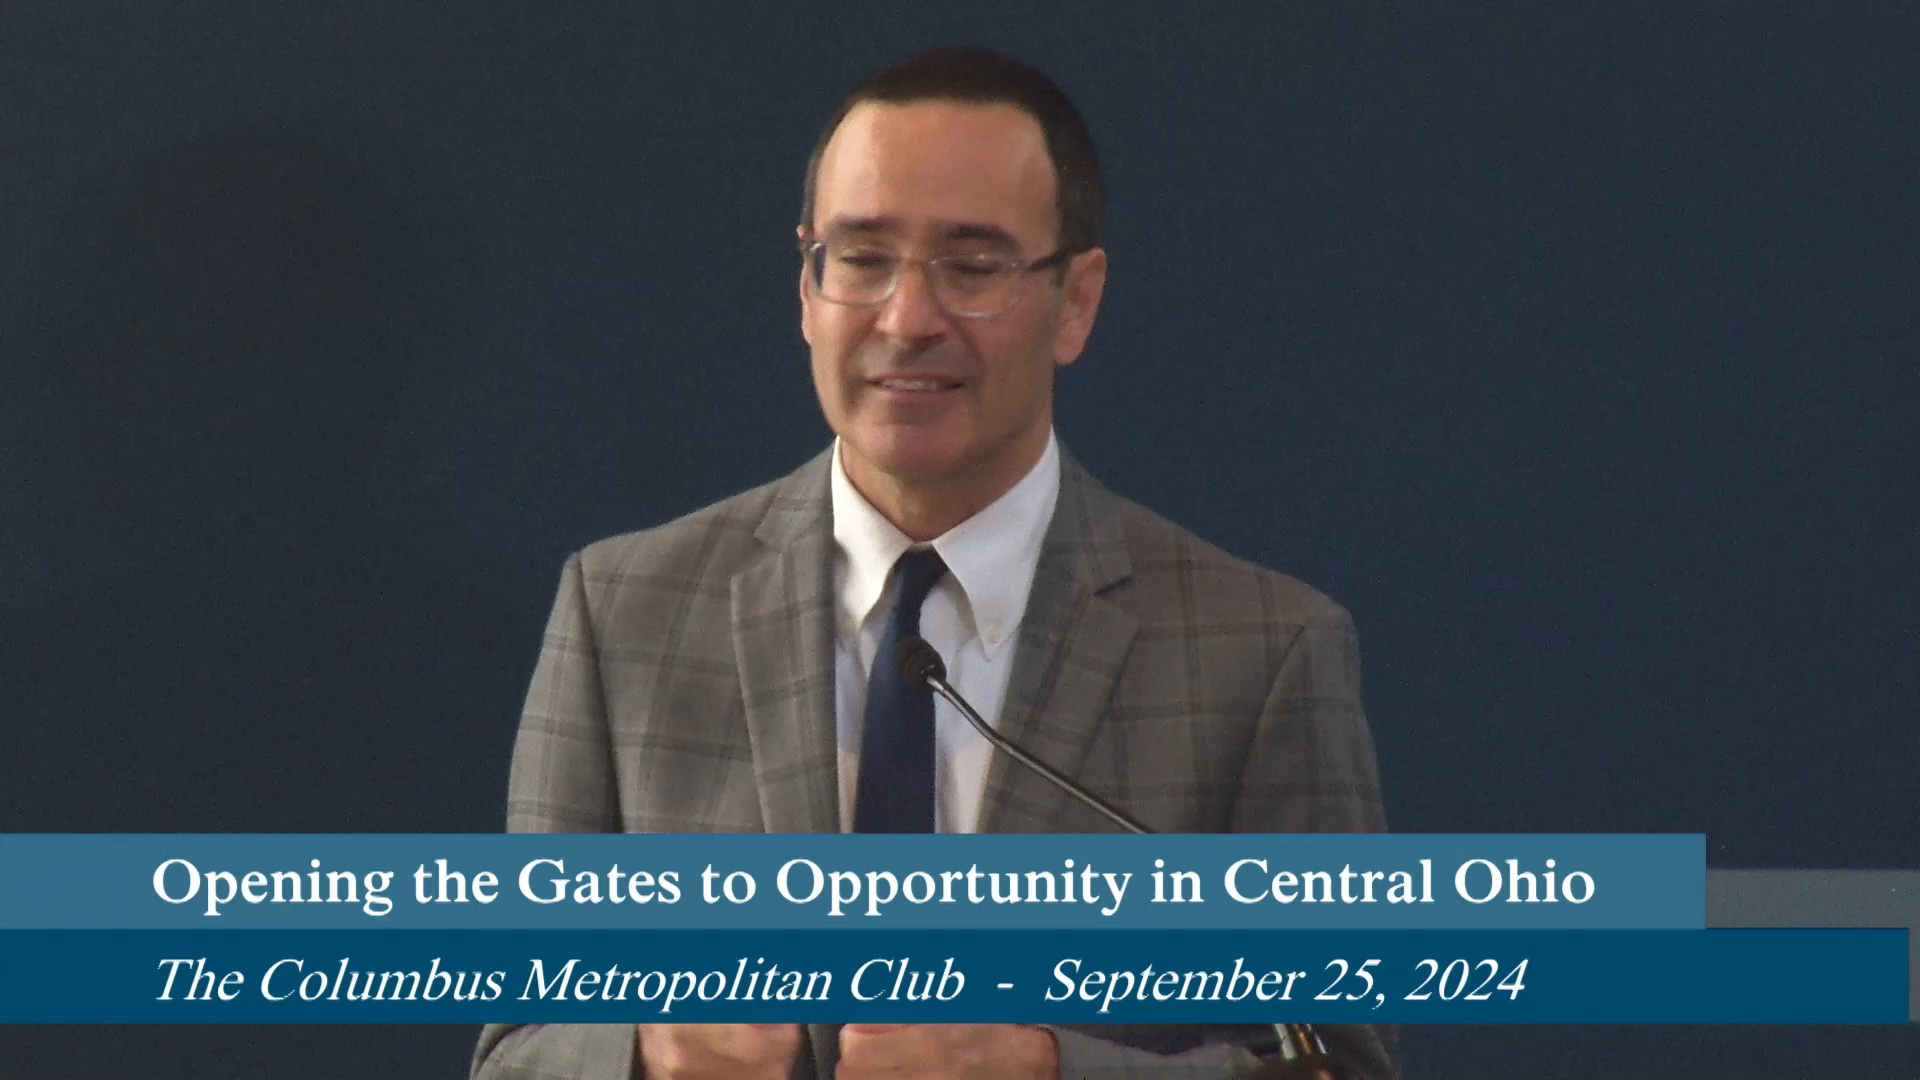 Opening the Gates to Opportunity in Central Ohio
The Columbus Metropolitan Club - September 25, 2024